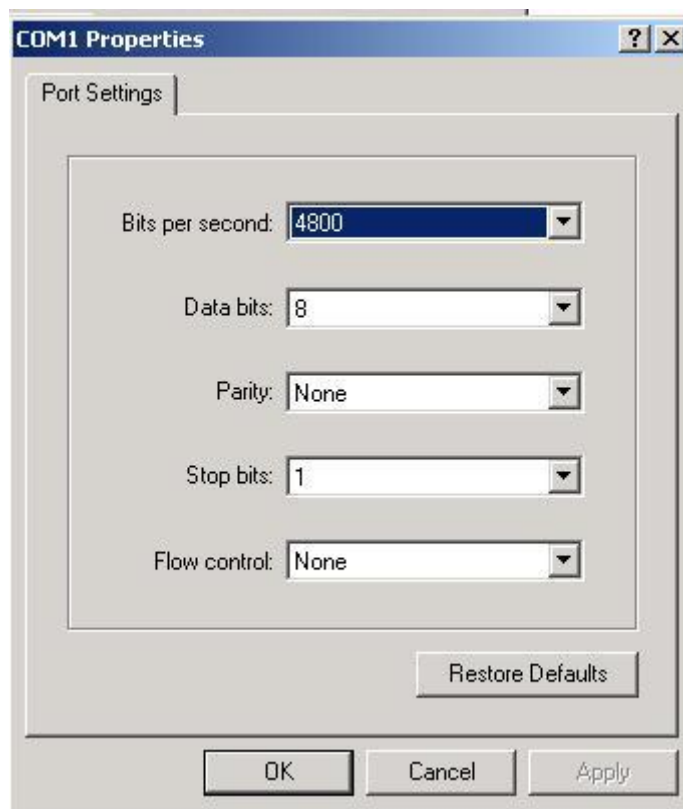 COM1 Properties
Port Settings
Bits per second: 4800
Data bits: 8
Parity: None
Stop bits: 1
Flow control: None
Restore Defaults
OK Cancel Apply